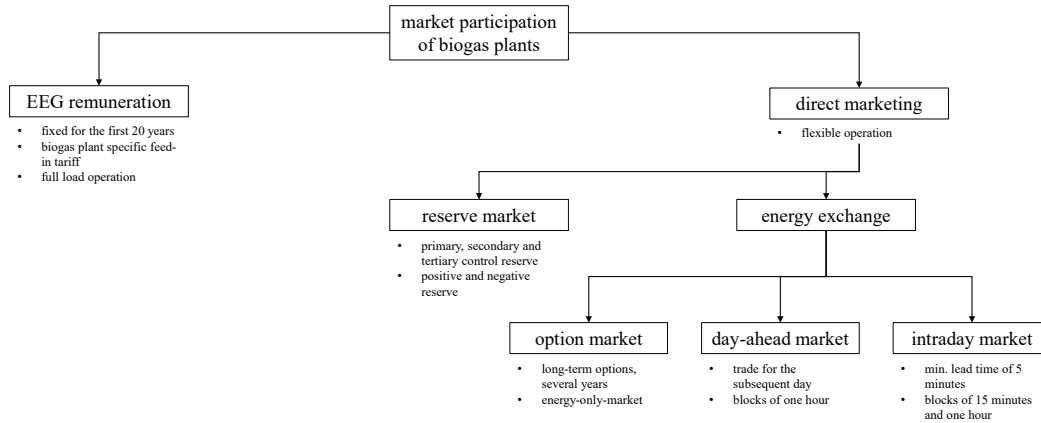 market participation
of biogas plants
EEG remuneration
• fixed for the first 20 years
• biogas plant specific feed-
in tariff
• full load operation
direct marketing
• flexible operation
reserve market
• primary, secondary and
tertiary control reserve
• positive and negative
reserve
energy exchange
option market
• long-term options,
several years
• energy-only-market
day-ahead market
• trade for the
subsequent day
• blocks of one hour
intraday market
• min. lead time of 5
minutes
• blocks of 15 minutes
and one hour